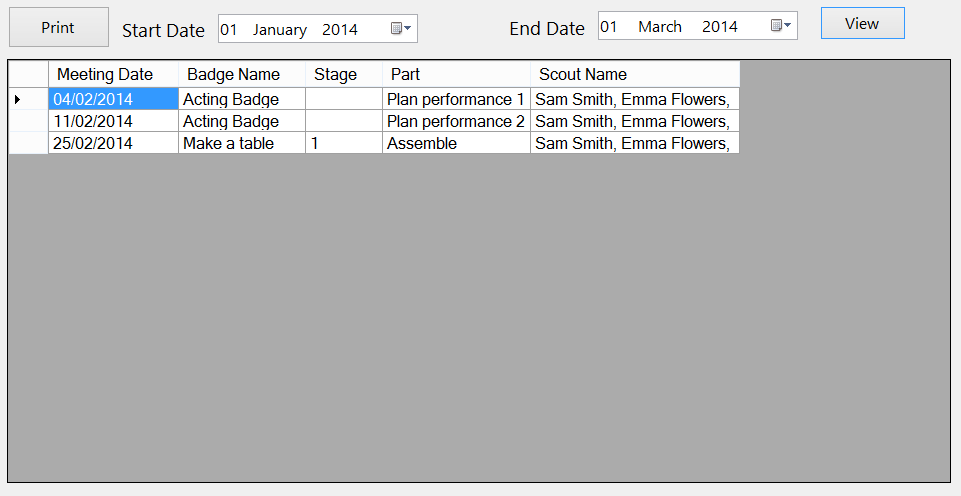 Print Start Date 01 January 2014 End Date 01 March 2014 View
Meeting Date Badge Name Stage Part Scout Name
04/02/2014 Acting Badge Plan performance 1 Sam Smith, Emma Flowers,
11/02/2014 Acting Badge Plan performance 2 Sam Smith, Emma Flowers,
25/02/2014 Make a table 1 Assemble Sam Smith, Emma Flowers,